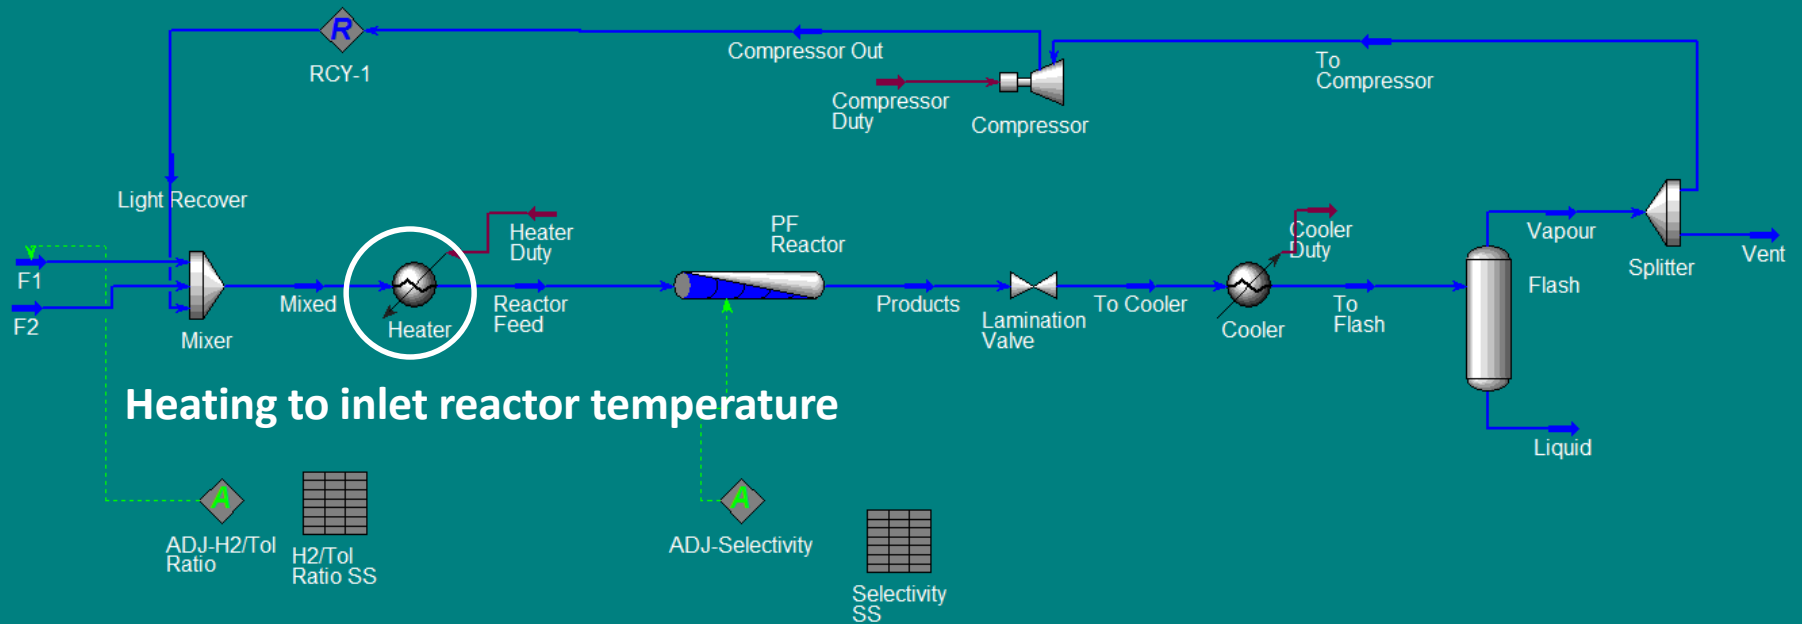 R
RCY-1
Compressor Out
To
Compressor
Compressor
Duty
Compressor
Light Recover
Heater
Duty
PF
Reactor
Cooler
Duty
Vapour
Splitter
Vent
F1
F2
Mixer
Mixed
Heater
Reactor
Feed
Products
Lamination
Valve
To Cooler
Cooler
To
Flash
Flash
Heating to inlet reactor temperature
Liquid
A
ADJ-H2/Tol
Ratio
H2/Tol
Ratio SS
A
ADJ-Selectivity
Selectivity
SS